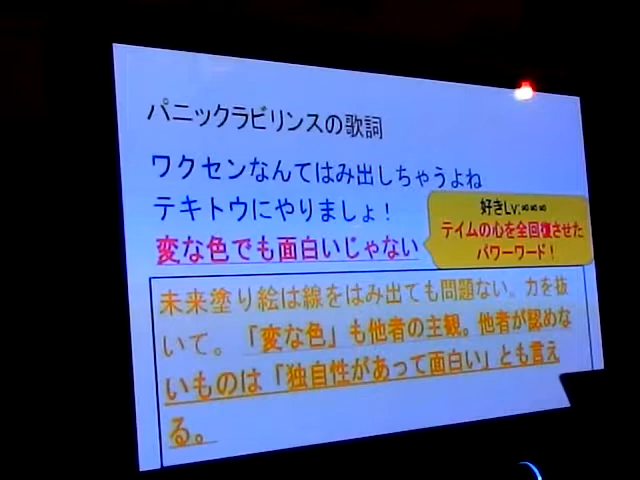 パニックラビリンスの歌詞
ワクセンなんてはみ出しちゃうよね
テキトウにやりましょ！
変な色でも面白いじゃない
好きLv:∞∞∞
テイムの心を全回復させた
パワーワード！
未来塗り絵は線をはみ出ても問題ない。力を抜
いて。「変な色」も他者の主観。他者が認めな
いものは「独自性があって面白い」とも言え
る。